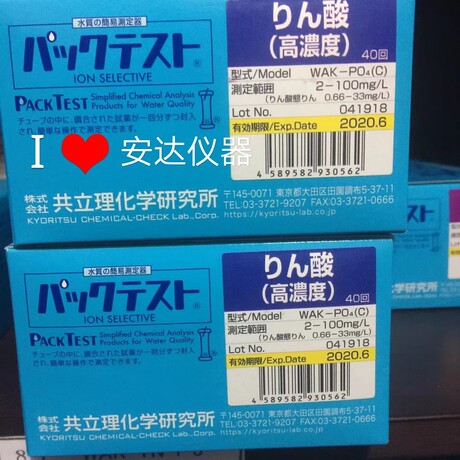 水質の簡易測定器
パックテスト®
ION SELECTIVE
PACKTEST Simplified Chemical Analysis
Products for Water Quality
チューブの中に、調合された試薬が一回分ずつ封入
され、簡単な操作で測定できます。
りん酸
(高濃度)
40回
型式/Model WAK-PO₄(C)
測定範囲 2-100mg/L
(りん酸態りん 0.66-33mg/L)
Lot No. 041918
有効期限/Exp.Date 2020.6
4 589582 930562
I ❤ 安达仪器
株式会社 共立理化学研究所
KYORITSU CHEMICAL-CHECK Lab.,Corp.
〒145-0071 東京都大田区田園調布5-37-11
TEL:03-3721-9207 FAX:03-3721-0666
https://kyoritsu-lab.co.jp/
水質の簡易測定器
パックテスト®
ION SELECTIVE
PACKTEST Simplified Chemical Analysis
Products for Water Quality
チューブの中に、調合された試薬が一回分ずつ封入
され、簡単な操作で測定できます。
りん酸
(高濃度)
40回
型式/Model WAK-PO₄(C)
測定範囲 2-100mg/L
(りん酸態りん 0.66-33mg/L)
Lot No. 041918
有効期限/Exp.Date 2020.6
4 589582 930562
株式会社 共立理化学研究所
KYORITSU CHEMICAL-CHECK Lab.,Corp.
〒145-0071 東京都大田区田園調布5-37-11
TEL:03-3721-9207 FAX:03-3721-0666
https://kyoritsu-lab.co.jp/
学研究所